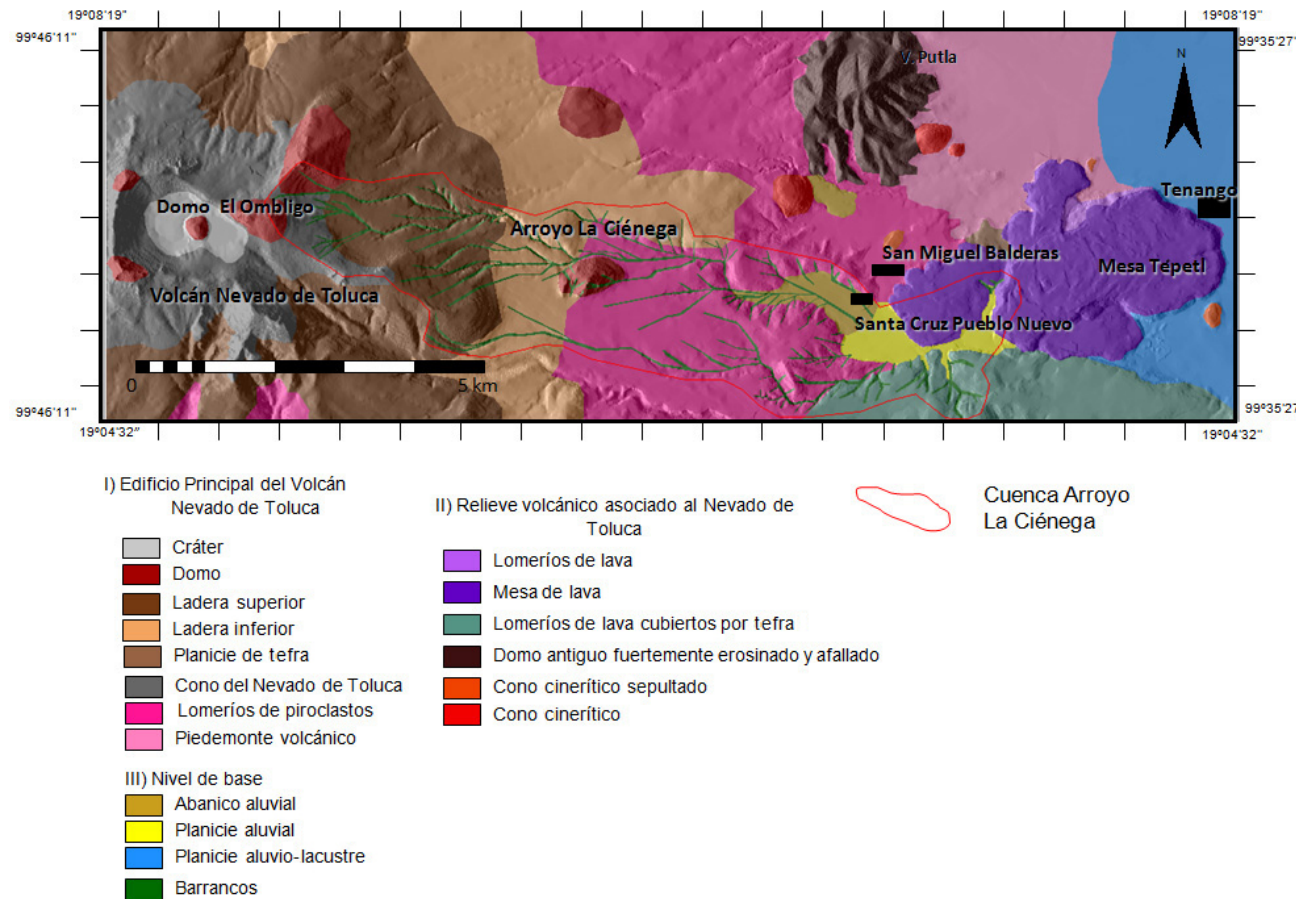 19º08'19"
19º08'19"
99º46'11"
99º35'27"
V. Putla
N
Tenango
Domo El Ombligo
Arroyo La Ciénega
San Miguel Balderas
Mesa Tépetl
Volcán Nevado de Toluca
Santa Cruz Pueblo Nuevo
0
5 km
99º46'11"
99º35'27
19º04'32"
19º04'32"
I) Edificio Principal del Volcán
Nevado de Toluca
Cráter
Domo
Ladera superior
Ladera inferior
Planicie de tefra
Cono del Nevado de Toluca
Lomeríos de piroclastos
Piedemonte volcánico
III) Nivel de base
Abanico aluvial
Planicie aluvial
Planicie aluvio-lacustre
Barrancos
II) Relieve volcánico asociado al Nevado de
Toluca
Lomeríos de lava
Mesa de lava
Lomeríos de lava cubiertos por tefra
Domo antiguo fuertemente erosinado y afallado
Cono cinerítico sepultado
Cono cinerítico
Cuenca Arroyo
La Ciénega